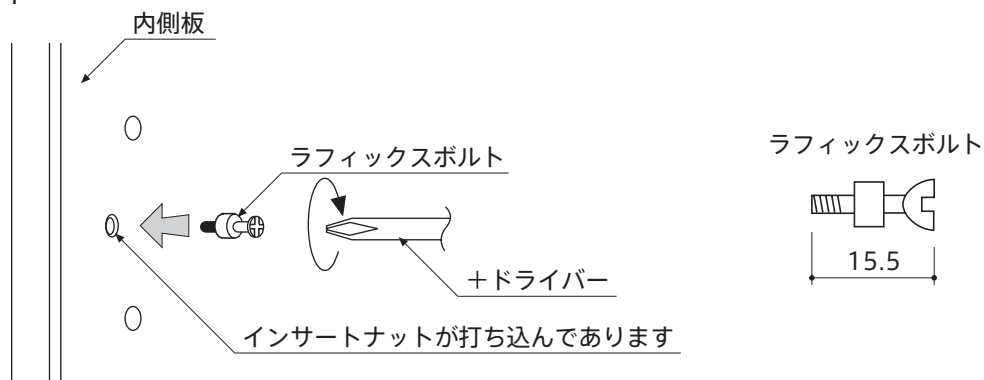 内側板
ラフィックスボルト
ラフィックスボルト
15.5
+ドライバー
インサートナットが打ち込んであります